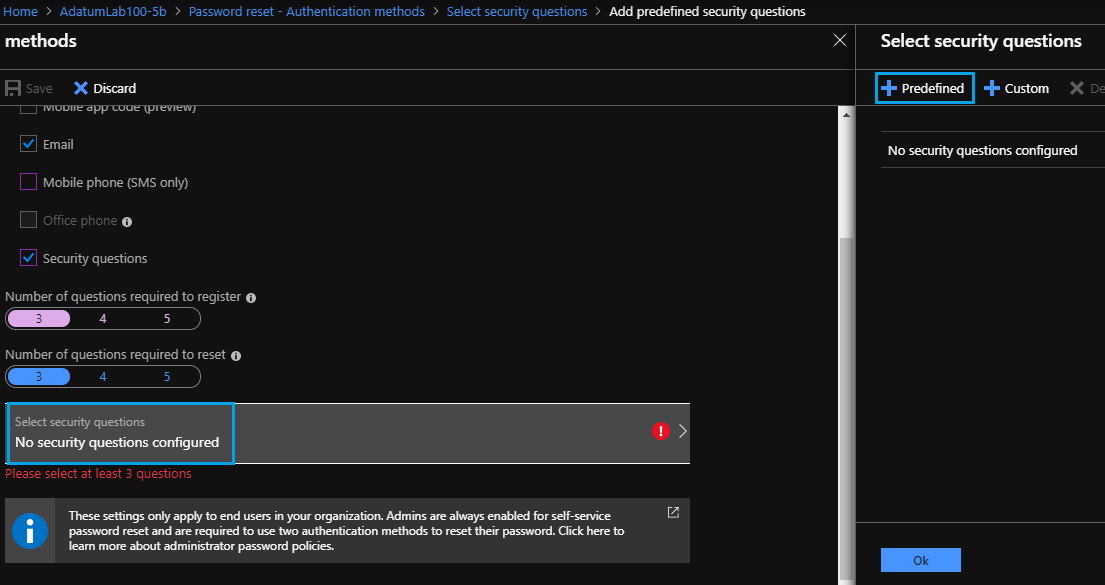 Home > AdatumLab100-5b > Password reset - Authentication methods > Select security questions > Add predefined security questions
methods
Save Discard
Mobile app code (preview)
Email
Mobile phone (SMS only)
Office phone
Security questions
Number of questions required to register
3 4 5
Number of questions required to reset
3 4 5
Select security questions
No security questions configured
Please select at least 3 questions
These settings only apply to end users in your organization. Admins are always enabled for self-service
password reset and are required to use two authentication methods to reset their password. Click here to
learn more about administrator password policies.
Select security questions
Predefined Custom De
No security questions configured
Ok